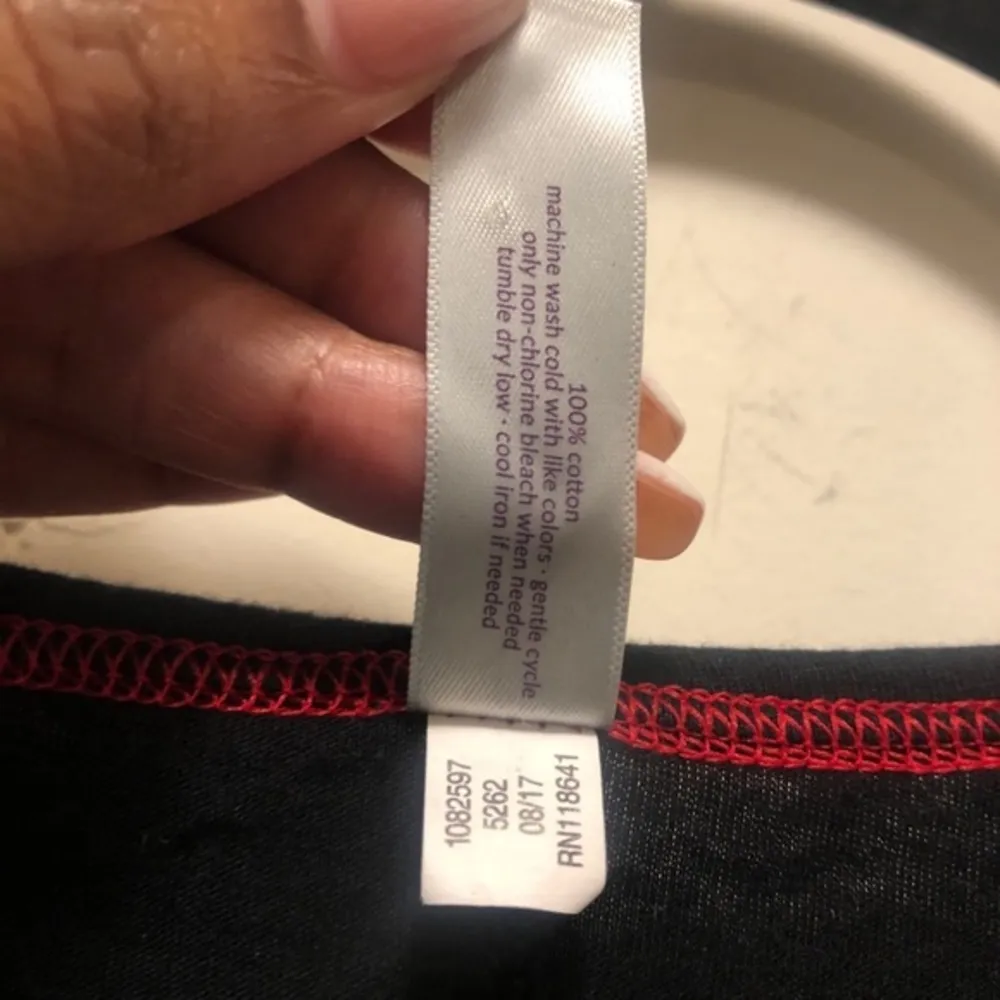 100% cotton
machine wash cold with like colors · gentle cycle
only non-chlorine bleach when needed
tumble dry low · cool iron if needed
1082597
5262
08/17
RN118641